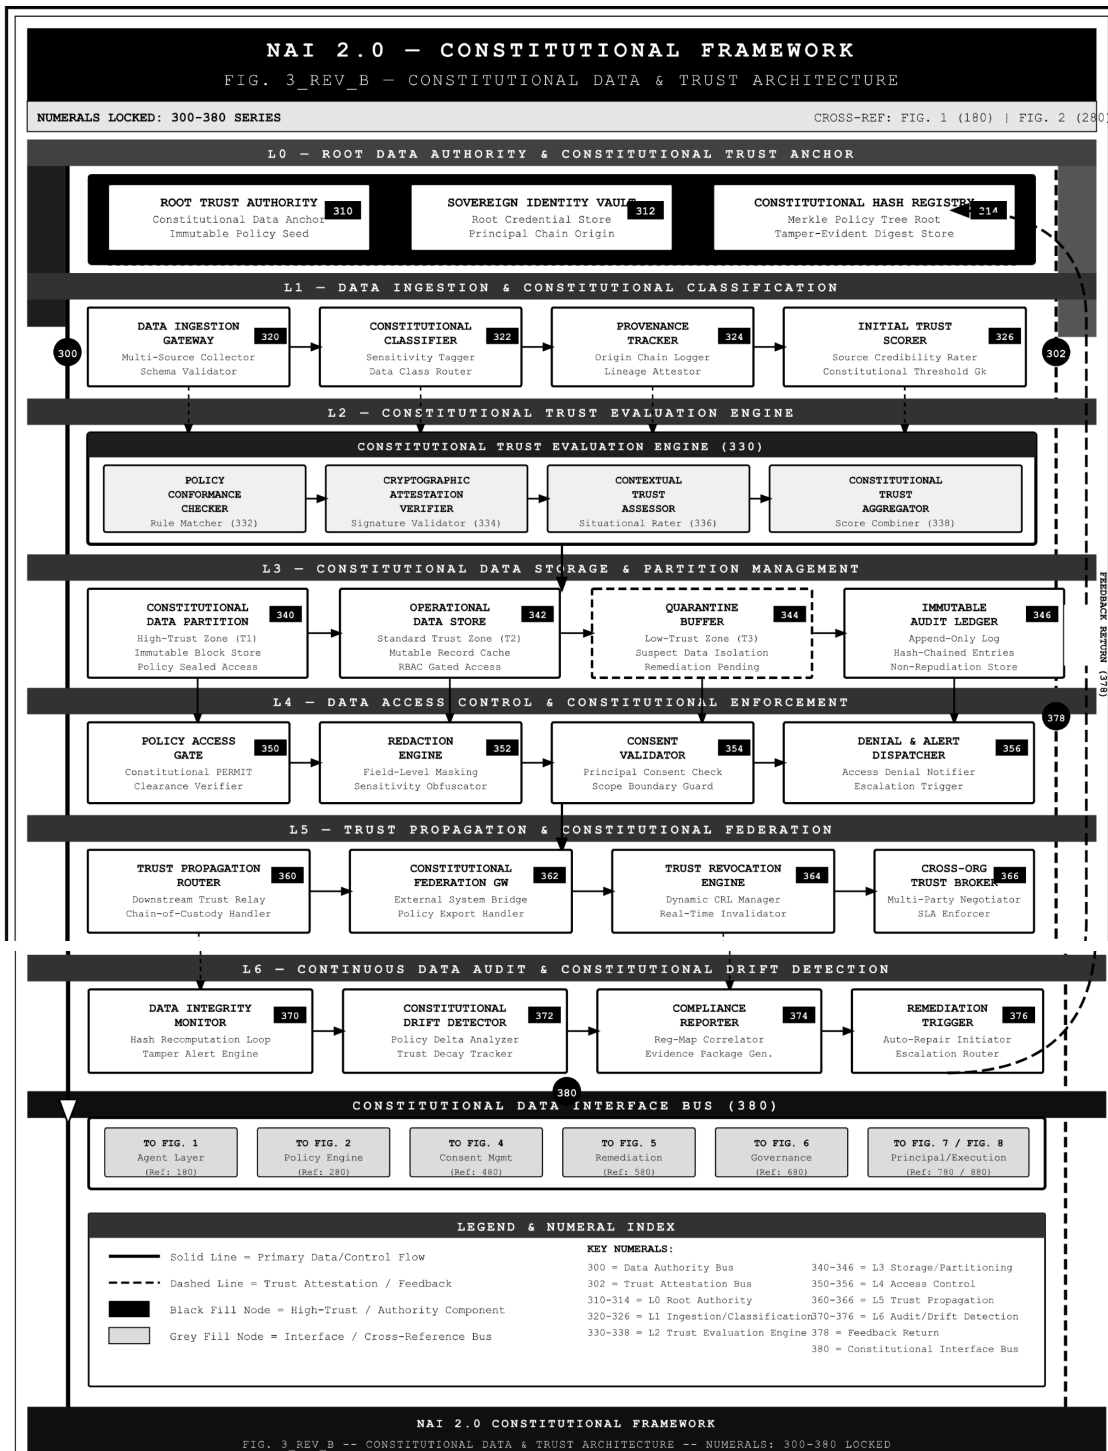 NAI 2.0 — CONSTITUTIONAL FRAMEWORK
FIG. 3_REV_B — CONSTITUTIONAL DATA & TRUST ARCHITECTURE
NUMERALS LOCKED: 300-380 SERIES
CROSS-REF: FIG. 1 (180) | FIG. 2 (280)
L0 — ROOT DATA AUTHORITY & CONSTITUTIONAL TRUST ANCHOR
ROOT TRUST AUTHORITY
310
Constitutional Data Anchor
Immutable Policy Seed
SOVEREIGN IDENTITY VAULT
312
Root Credential Store
Principal Chain Origin
CONSTITUTIONAL HASH REGISTRY
314
Merkle Policy Tree Root
Tamper-Evident Digest Store
L1 — DATA INGESTION & CONSTITUTIONAL CLASSIFICATION
300
DATA INGESTION
GATEWAY
320
Multi-Source Collector
Schema Validator
CONSTITUTIONAL
CLASSIFIER
322
Sensitivity Tagger
Data Class Router
PROVENANCE
TRACKER
324
Origin Chain Logger
Lineage Attestor
INITIAL TRUST
SCORER
326
Source Credibility Rater
Constitutional Threshold Gk
302
L2 — CONSTITUTIONAL TRUST EVALUATION ENGINE
CONSTITUTIONAL TRUST EVALUATION ENGINE (330)
POLICY
CONFORMANCE
CHECKER
Rule Matcher (332)
CRYPTOGRAPHIC
ATTESTATION
VERIFIER
Signature Validator (334)
CONTEXTUAL
TRUST
ASSESSOR
Situational Rater (336)
CONSTITUTIONAL
TRUST
AGGREGATOR
Score Combiner (338)
L3 — CONSTITUTIONAL DATA STORAGE & PARTITION MANAGEMENT
CONSTITUTIONAL
DATA PARTITION
340
High-Trust Zone (T1)
Immutable Block Store
Policy Sealed Access
OPERATIONAL
DATA STORE
342
Standard Trust Zone (T2)
Mutable Record Cache
RBAC Gated Access
QUARANTINE
BUFFER
344
Low-Trust Zone (T3)
Suspect Data Isolation
Remediation Pending
IMMUTABLE
AUDIT LEDGER
346
Append-Only Log
Hash-Chained Entries
Non-Repudiation Store
FEEDBACK RETURN (378)
L4 — DATA ACCESS CONTROL & CONSTITUTIONAL ENFORCEMENT
378
POLICY ACCESS
GATE
350
Constitutional PERMIT
Clearance Verifier
REDACTION
ENGINE
352
Field-Level Masking
Sensitivity Obfuscator
CONSENT
VALIDATOR
354
Principal Consent Check
Scope Boundary Guard
DENIAL & ALERT
DISPATCHER
356
Access Denial Notifier
Escalation Trigger
L5 — TRUST PROPAGATION & CONSTITUTIONAL FEDERATION
TRUST PROPAGATION
ROUTER
360
Downstream Trust Relay
Chain-of-Custody Handler
CONSTITUTIONAL
FEDERATION GW
362
External System Bridge
Policy Export Handler
TRUST REVOCATION
ENGINE
364
Dynamic CRL Manager
Real-Time Invalidator
CROSS-ORG
TRUST BROKER
366
Multi-Party Negotiator
SLA Enforcer
L6 — CONTINUOUS DATA AUDIT & CONSTITUTIONAL DRIFT DETECTION
DATA INTEGRITY
MONITOR
370
Hash Recomputation Loop
Tamper Alert Engine
CONSTITUTIONAL
DRIFT DETECTOR
372
Policy Delta Analyzer
Trust Decay Tracker
COMPLIANCE
REPORTER
374
Reg-Map Correlator
Evidence Package Gen.
REMEDIATION
TRIGGER
376
Auto-Repair Initiator
Escalation Router
380
CONSTITUTIONAL DATA INTERFACE BUS (380)
TO FIG. 1
Agent Layer
(Ref: 180)
TO FIG. 2
Policy Engine
(Ref: 280)
TO FIG. 4
Consent Mgmt
(Ref: 480)
TO FIG. 5
Remediation
(Ref: 580)
TO FIG. 6
Governance
(Ref: 680)
TO FIG. 7 / FIG. 8
Principal/Execution
(Ref: 780 / 880)
LEGEND & NUMERAL INDEX
Solid Line = Primary Data/Control Flow
Dashed Line = Trust Attestation / Feedback
Black Fill Node = High-Trust / Authority Component
Grey Fill Node = Interface / Cross-Reference Bus
KEY NUMERALS:
300 = Data Authority Bus
302 = Trust Attestation Bus
310-314 = L0 Root Authority
320-326 = L1 Ingestion/Classification
330-338 = L2 Trust Evaluation Engine
340-346 = L3 Storage/Partitioning
350-356 = L4 Access Control
360-366 = L5 Trust Propagation
370-376 = L6 Audit/Drift Detection
378 = Feedback Return
380 = Constitutional Interface Bus
NAI 2.0 CONSTITUTIONAL FRAMEWORK
FIG. 3_REV_B -- CONSTITUTIONAL DATA & TRUST ARCHITECTURE -- NUMERALS: 300-380 LOCKED